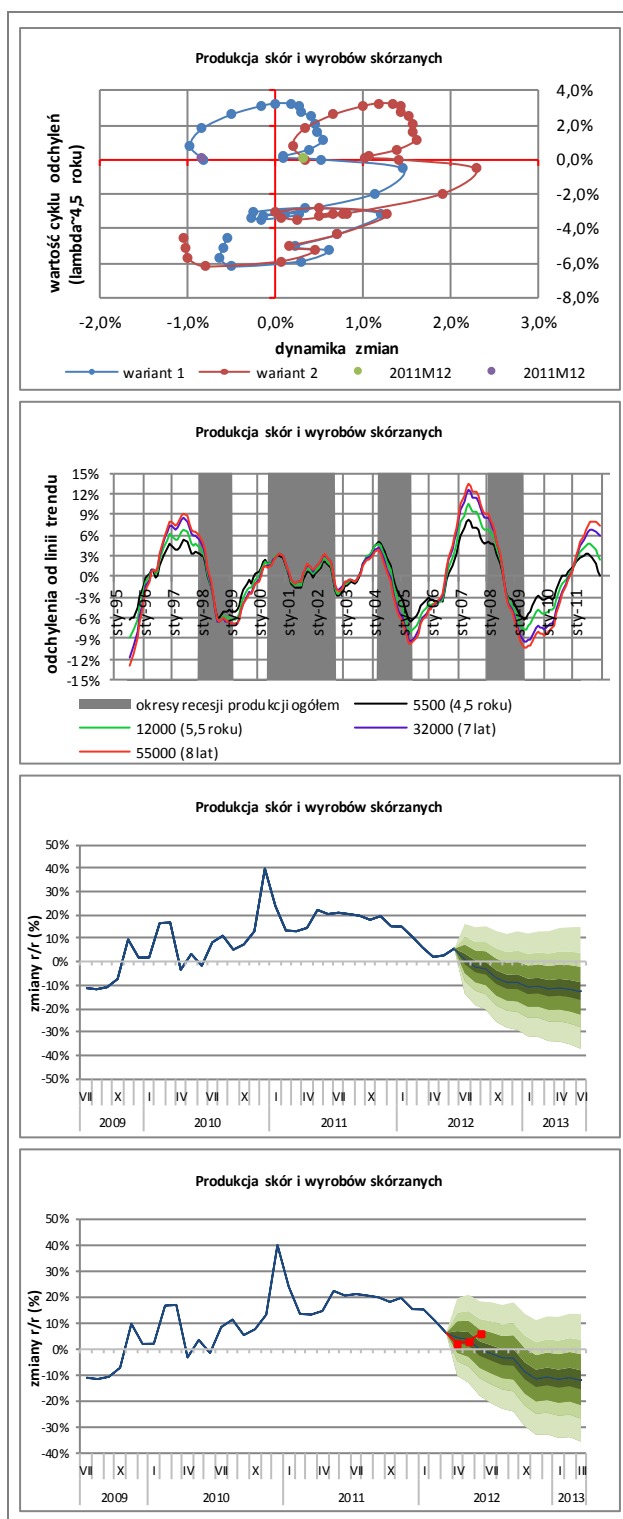 Produkcja skór i wyrobów skórzanych
wartość cyklu odchyleń
(lambda~4,5 roku)
4,0%
2,0%
0,0%
-2,0%
-4,0%
-6,0%
-8,0%
-2,0% -1,0% 0,0% 1,0% 2,0% 3,0%
dynamika zmian
wariant 1 wariant 2 2011M12 2011M12
Produkcja skór i wyrobów skórzanych
odchylenia od linii trendu
15%
12%
9%
6%
3%
0%
-3%
-6%
-9%
-12%
-15%
sty-95 sty-96 sty-97 sty-98 sty-99 sty-00 sty-01 sty-02 sty-03 sty-04 sty-05 sty-06 sty-07 sty-08 sty-09 sty-10 sty-11
okresy recesji produkcji ogółem 5500 (4,5 roku)
12000 (5,5 roku) 32000 (7 lat)
55000 (8 lat)
Produkcja skór i wyrobów skórzanych
zmiany r/r (%)
50%
40%
30%
20%
10%
0%
-10%
-20%
-30%
-40%
-50%
VII X I IV VII X I IV VII X I IV VII X I IV VI
2009 2010 2011 2012 2013
Produkcja skór i wyrobów skórzanych
zmiany r/r (%)
50%
40%
30%
20%
10%
0%
-10%
-20%
-30%
-40%
VII X I IV VII X I IV VII X I IV VII X I III
2009 2010 2011 2012 2013